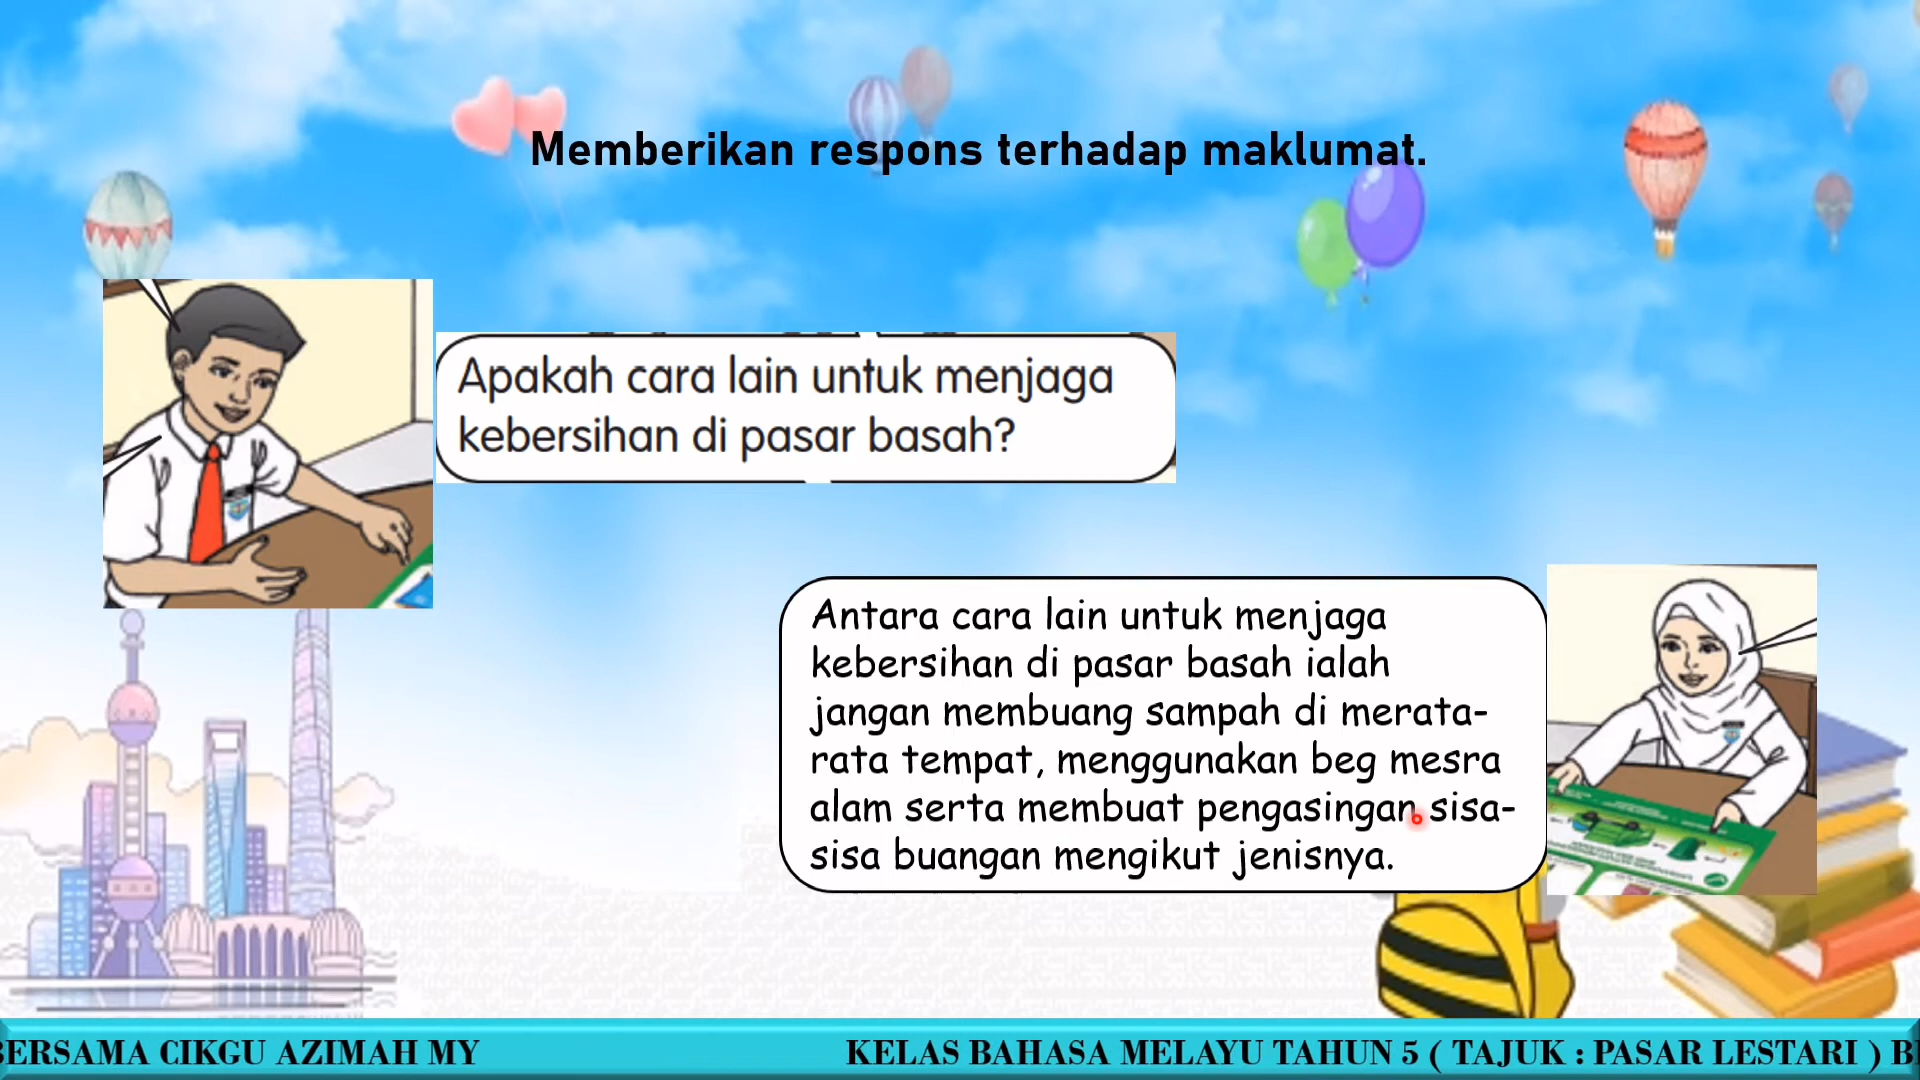 Memberikan respons terhadap maklumat.
Apakah cara lain untuk menjaga
kebersihan di pasar basah?
Antara cara lain untuk menjaga
kebersihan di pasar basah ialah
jangan membuang sampah di merata-
rata tempat, menggunakan beg mesra
alam serta membuat pengasingan sisa-
sisa buangan mengikut jenisnya.
BERSAMA CIKGU AZIMAH MY KELAS BAHASA MELAYU TAHUN 5 ( TAJUK : PASAR LESTARI )